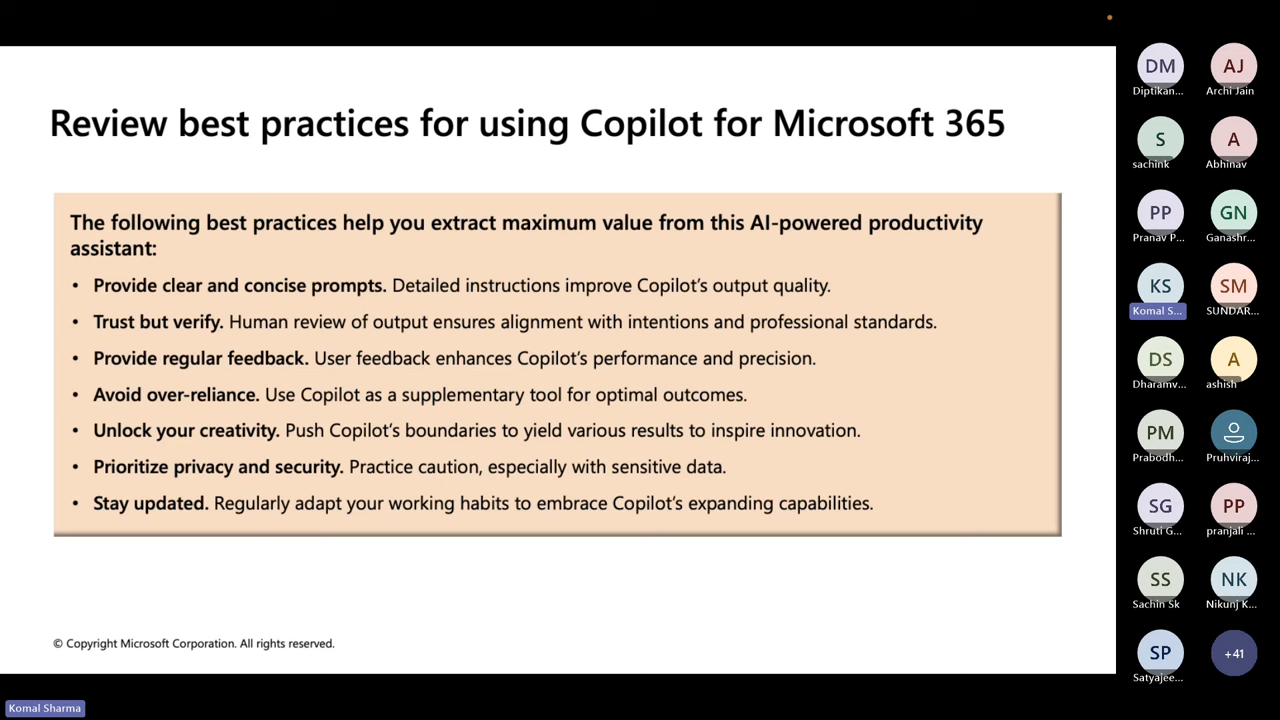 Review best practices for using Copilot for Microsoft 365
The following best practices help you extract maximum value from this AI-powered productivity
assistant:
• Provide clear and concise prompts. Detailed instructions improve Copilot's output quality.
• Trust but verify. Human review of output ensures alignment with intentions and professional standards.
• Provide regular feedback. User feedback enhances Copilot's performance and precision.
• Avoid over-reliance. Use Copilot as a supplementary tool for optimal outcomes.
• Unlock your creativity. Push Copilot's boundaries to yield various results to inspire innovation.
• Prioritize privacy and security. Practice caution, especially with sensitive data.
• Stay updated. Regularly adapt your working habits to embrace Copilot's expanding capabilities.
© Copyright Microsoft Corporation. All rights reserved.
Komal Sharma
DM AJ
Diptikan... Archi Jain
S A
sachink Abhinav
PP GN
Pranav P... Ganashr...
KS SM
Komal S... SUNDAR...
DS A
Dharamv... ashish
PM
Prabodh... Pruhviraj...
SG PP
Shruti G... pranjali ...
SS NK
Sachin Sk Nikunj K...
SP +41
Satyajee...